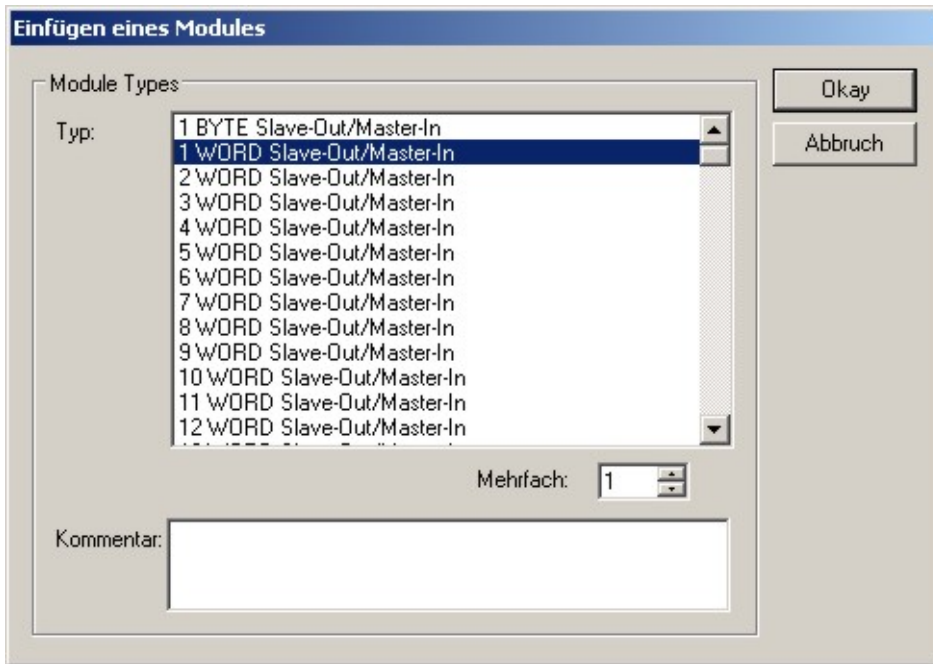 Einfügen eines Modules
Module Types
Okay
Typ:
1 BYTE Slave-Out/Master-In
Abbruch
1 WORD Slave-Out/Master-In
2 WORD Slave-Out/Master-In
3 WORD Slave-Out/Master-In
4 WORD Slave-Out/Master-In
5 WORD Slave-Out/Master-In
6 WORD Slave-Out/Master-In
7 WORD Slave-Out/Master-In
8 WORD Slave-Out/Master-In
9 WORD Slave-Out/Master-In
10 WORD Slave-Out/Master-In
11 WORD Slave-Out/Master-In
12 WORD Slave-Out/Master-In
Mehrfach: 1
Kommentar: